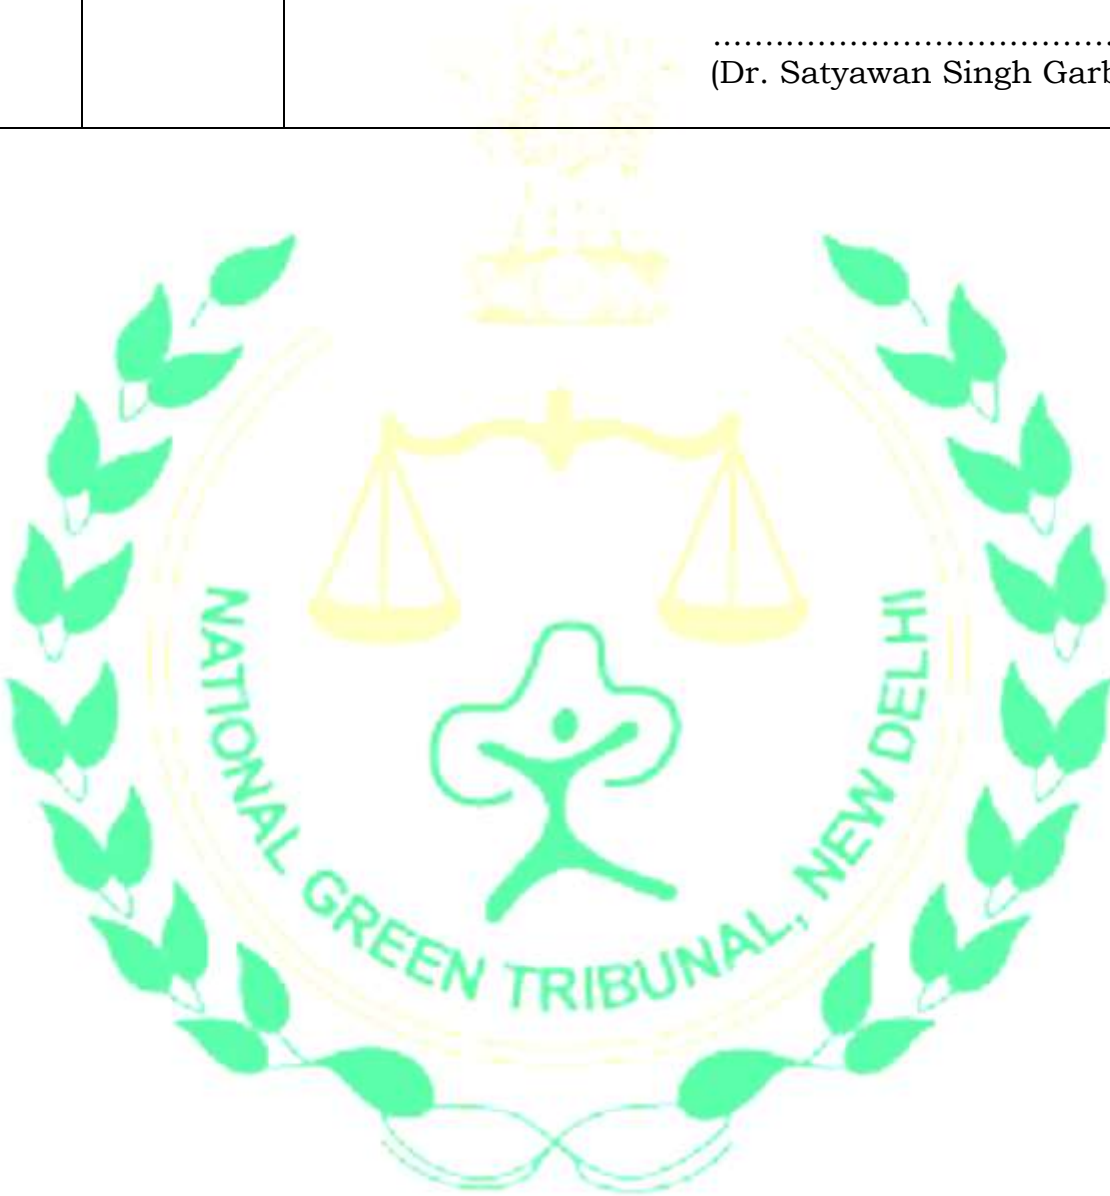 ........................................
(Dr. Satyawan Singh Garb
NATIONAL GREEN TRIBUNAL, NEW DELHI